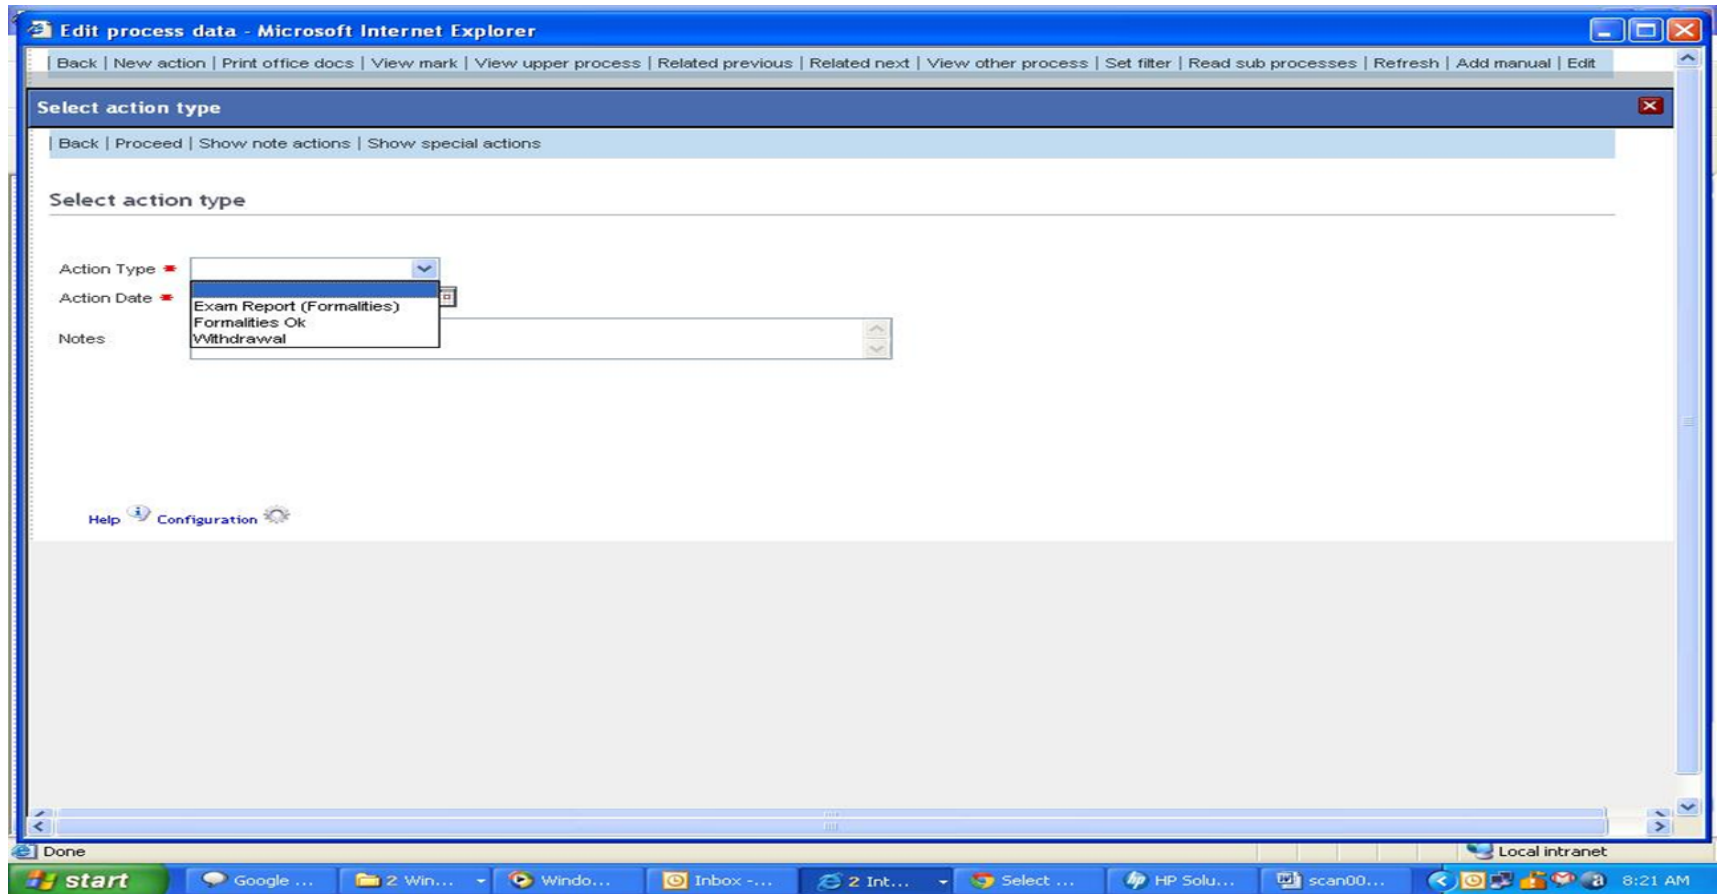 Edit process data - Microsoft Internet Explorer
| Back | New action | Print office docs | View mark | View upper process | Related previous | Related next | View other process | Set filter | Read sub processes | Refresh | Add manual | Edit
Select action type
| Back | Proceed | Show note actions | Show special actions
Select action type
Action Type
Action Date
Exam Report (Formalities)
Formalities Ok
Notes
Withdrawal
Help Configuration
Done
Local intranet
start Google ... 2 Win... Windo... Inbox -... 2 Int... Select ... HP Solu... scan00... 8:21 AM